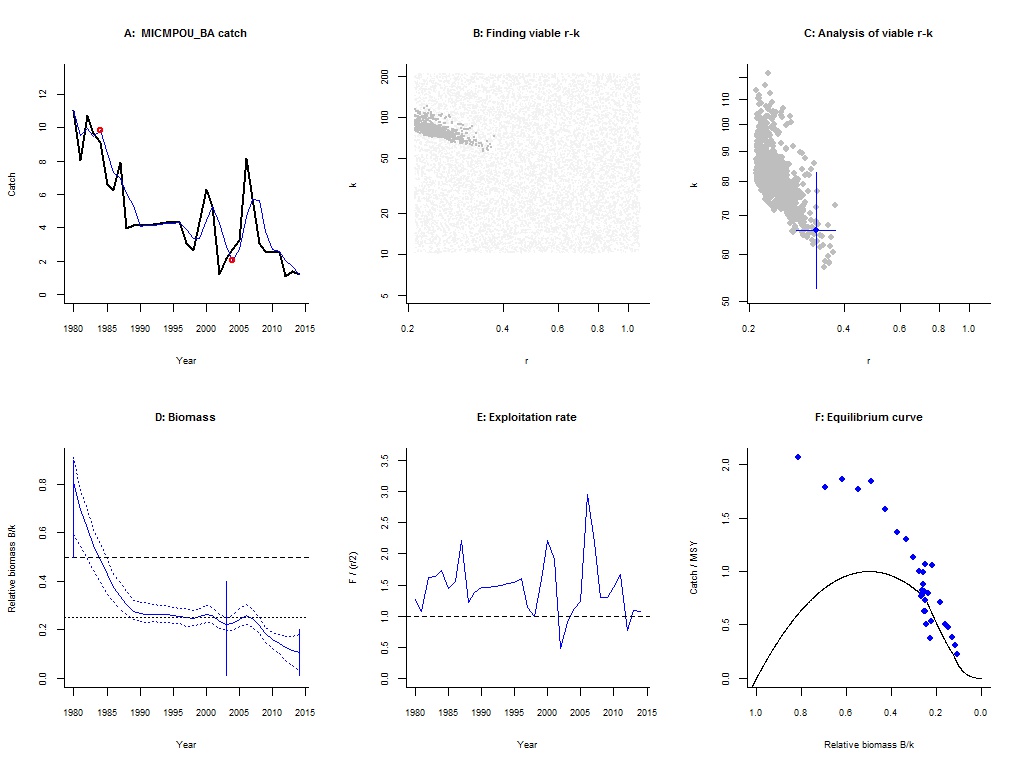 A: MICMPOU_BA catch
Catch
0 2 4 6 8 10 12
1980 1985 1990 1995 2000 2005 2010 2015
Year
B: Finding viable r-k
k
5 10 20 50 100 200
0.2 0.4 0.6 0.8 1.0
r
C: Analysis of viable r-k
k
50 60 70 80 90 100 110
0.2 0.4 0.6 0.8 1.0
r
D: Biomass
Relative biomass B/k
0.0 0.2 0.4 0.6 0.8
1980 1985 1990 1995 2000 2005 2010 2015
Year
E: Exploitation rate
F / (r/2)
0.0 0.5 1.0 1.5 2.0 2.5 3.0 3.5
1980 1985 1990 1995 2000 2005 2010 2015
Year
F: Equilibrium curve
Catch / MSY
0.0 0.5 1.0 1.5 2.0
1.0 0.8 0.6 0.4 0.2 0.0
Relative biomass B/k